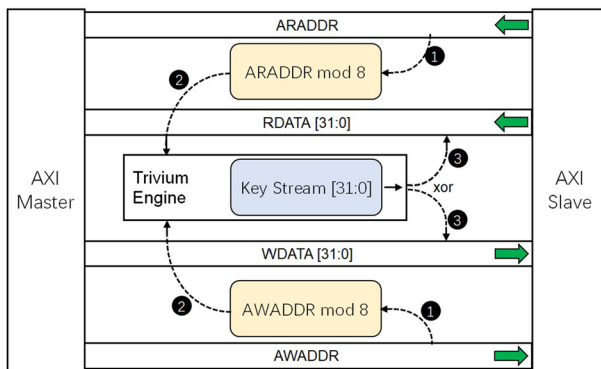 ARADDR
1
2
ARADDR mod 8
RDATA [31:0]
3
AXI
Master
Trivium
Engine
Key Stream [31:0]
xor
AXI
Slave
3
WDATA [31:0]
2
AWADDR mod 8
1
AWADDR